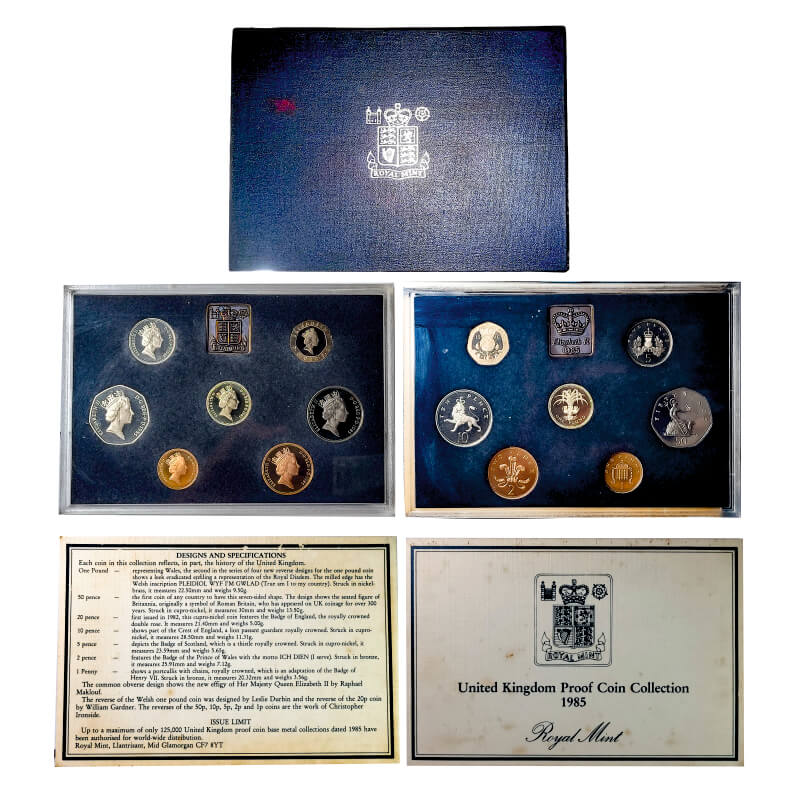 ROYAL MINT
ELIZABETH II
Elizabeth II
1985
5
TEN PENCE
10
FIFTY PENCE
50
2
DESIGNS AND SPECIFICATIONS
Each coin in this collection reflects, in part, the history of the United Kingdom.
One Pound — representing Wales, the second in the series of four new reverse designs for the one pound coin
shows a leek eradicated enfiling a representation of the Royal Diadem. The milled edge has the
Welsh inscription PLEIDIOL WYF I'M GWLAD (True am I to my country). Struck in nickel-
brass, it measures 22.50mm and weighs 9.50g.
50 pence — the first coin of any country to have this seven-sided shape. The design shows the seated figure of
Britannia, originally a symbol of Roman Britain, who has appeared on UK coinage for over 300
years. Struck in cupro-nickel, it measures 30mm and weighs 13.50g.
20 pence — first issued in 1982, this cupro-nickel coin features the Badge of England, the royally crowned
double rose. It measures 21.40mm and weighs 5.00g.
10 pence — shows part of the Crest of England, a lion passant guardant royally crowned. Struck in cupro-
nickel, it measures 28.50mm and weighs 11.31g.
5 pence — depicts the Badge of Scotland, which is a thistle royally crowned. Struck in cupro-nickel, it
measures 23.59mm and weighs 5.65g.
2 pence — features the Badge of the Prince of Wales with the motto ICH DIEN (I serve). Struck in bronze,
it measures 25.91mm and weighs 7.12g.
1 Penny — shows a portcullis with chains, royally crowned, which is an adaptation of the Badge of
Henry VII. Struck in bronze, it measures 20.32mm and weighs 3.56g.
The common obverse design shows the new effigy of Her Majesty Queen Elizabeth II by Raphael
Maklouf.
The reverse of the Welsh one pound was designed by Leslie Durbin and the reverse of the 20p coin
by William Gardner. The reverses of the 50p, 10p, 5p, 2p and 1p coins are the work of Christopher
Ironside.
ISSUE LIMIT
Up to a maximum of only 125,000 United Kingdom proof coin base metal collections dated 1985 have
been authorised for world-wide distribution.
Royal Mint, Llantrisant, Mid Glamorgan CF7 8YT
ROYAL MINT
United Kingdom Proof Coin Collection
1985
Royal Mint